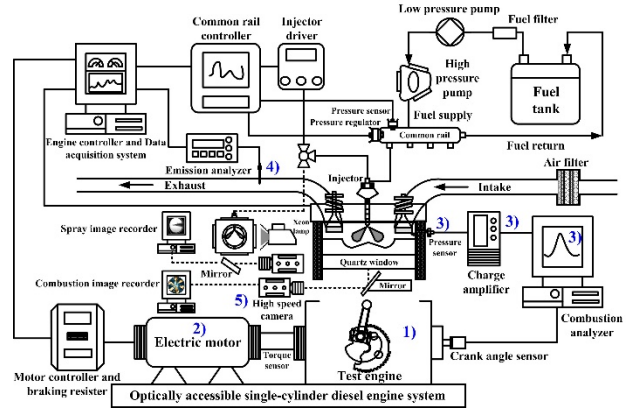 Common rail
controller
Injector
driver
Low pressure pump
Fuel filter
High
pressure
pump
Fuel
tank
Pressure sensor
Pressure regulator
Fuel supply
Common rail
Fuel return
Engine controller and Data
acquisition system
Emission analyzer
4)
Injector
Air filter
Exhaust
Intake
Spray image recorder
Xeon
lamp
3)
3)
3)
Pressure
sensor
Mirror
Quartz window
Charge
amplifier
Combustion image recorder
5)
High speed
camera
Mirror
Combustion
analyzer
2)
Electric motor
Torque
sensor
1)
Test engine
Crank angle sensor
Motor controller and
braking resister
Optically accessible single-cylinder diesel engine system